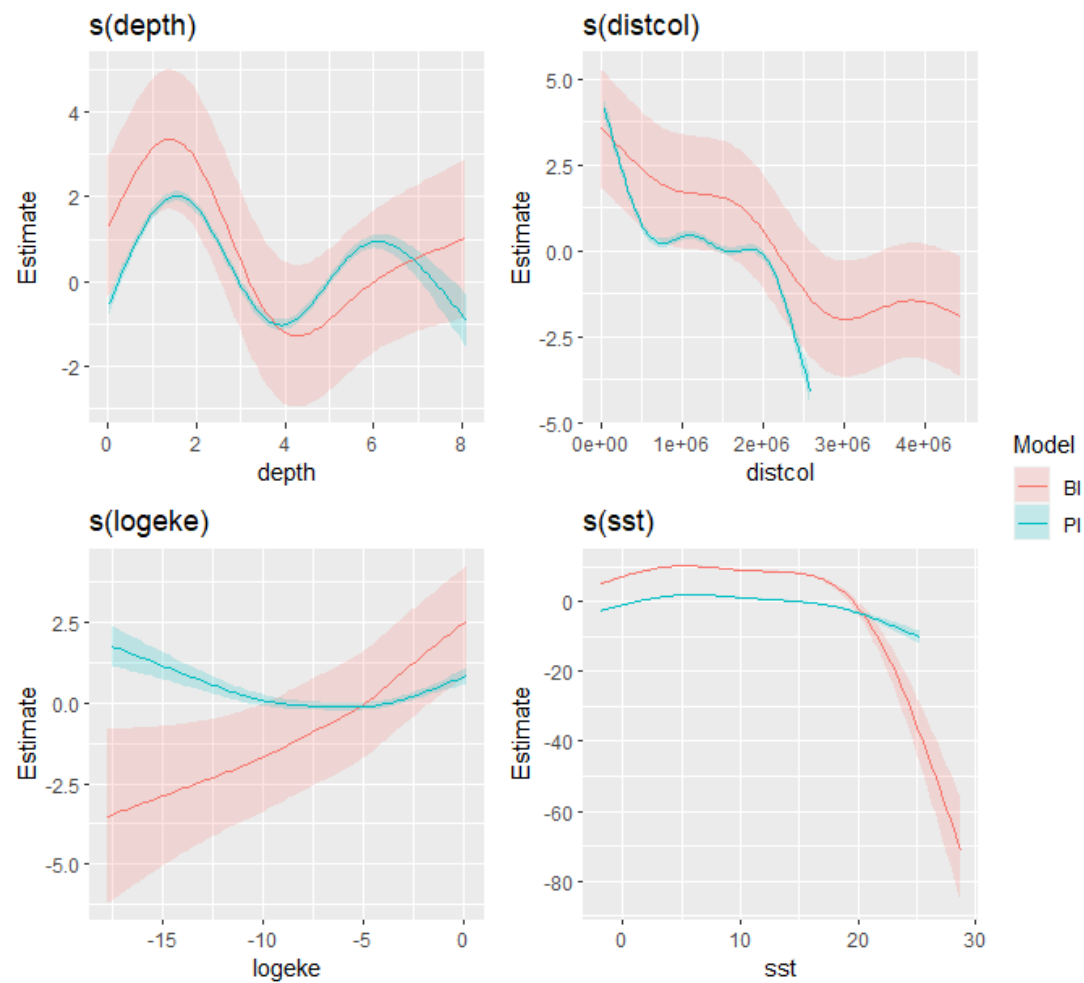 s(depth)
4
2
0
-2
Estimate
0 2 4 6 8
depth
s(distcol)
5.0
2.5
0.0
-2.5
-5.0
Estimate
0e+00 1e+06 2e+06 3e+06 4e+06
distcol
s(logeke)
2.5
0.0
-2.5
-5.0
Estimate
-15 -10 -5 0
logeke
s(sst)
0
-20
-40
-60
-80
Estimate
0 10 20 30
sst
Model
BI
PI